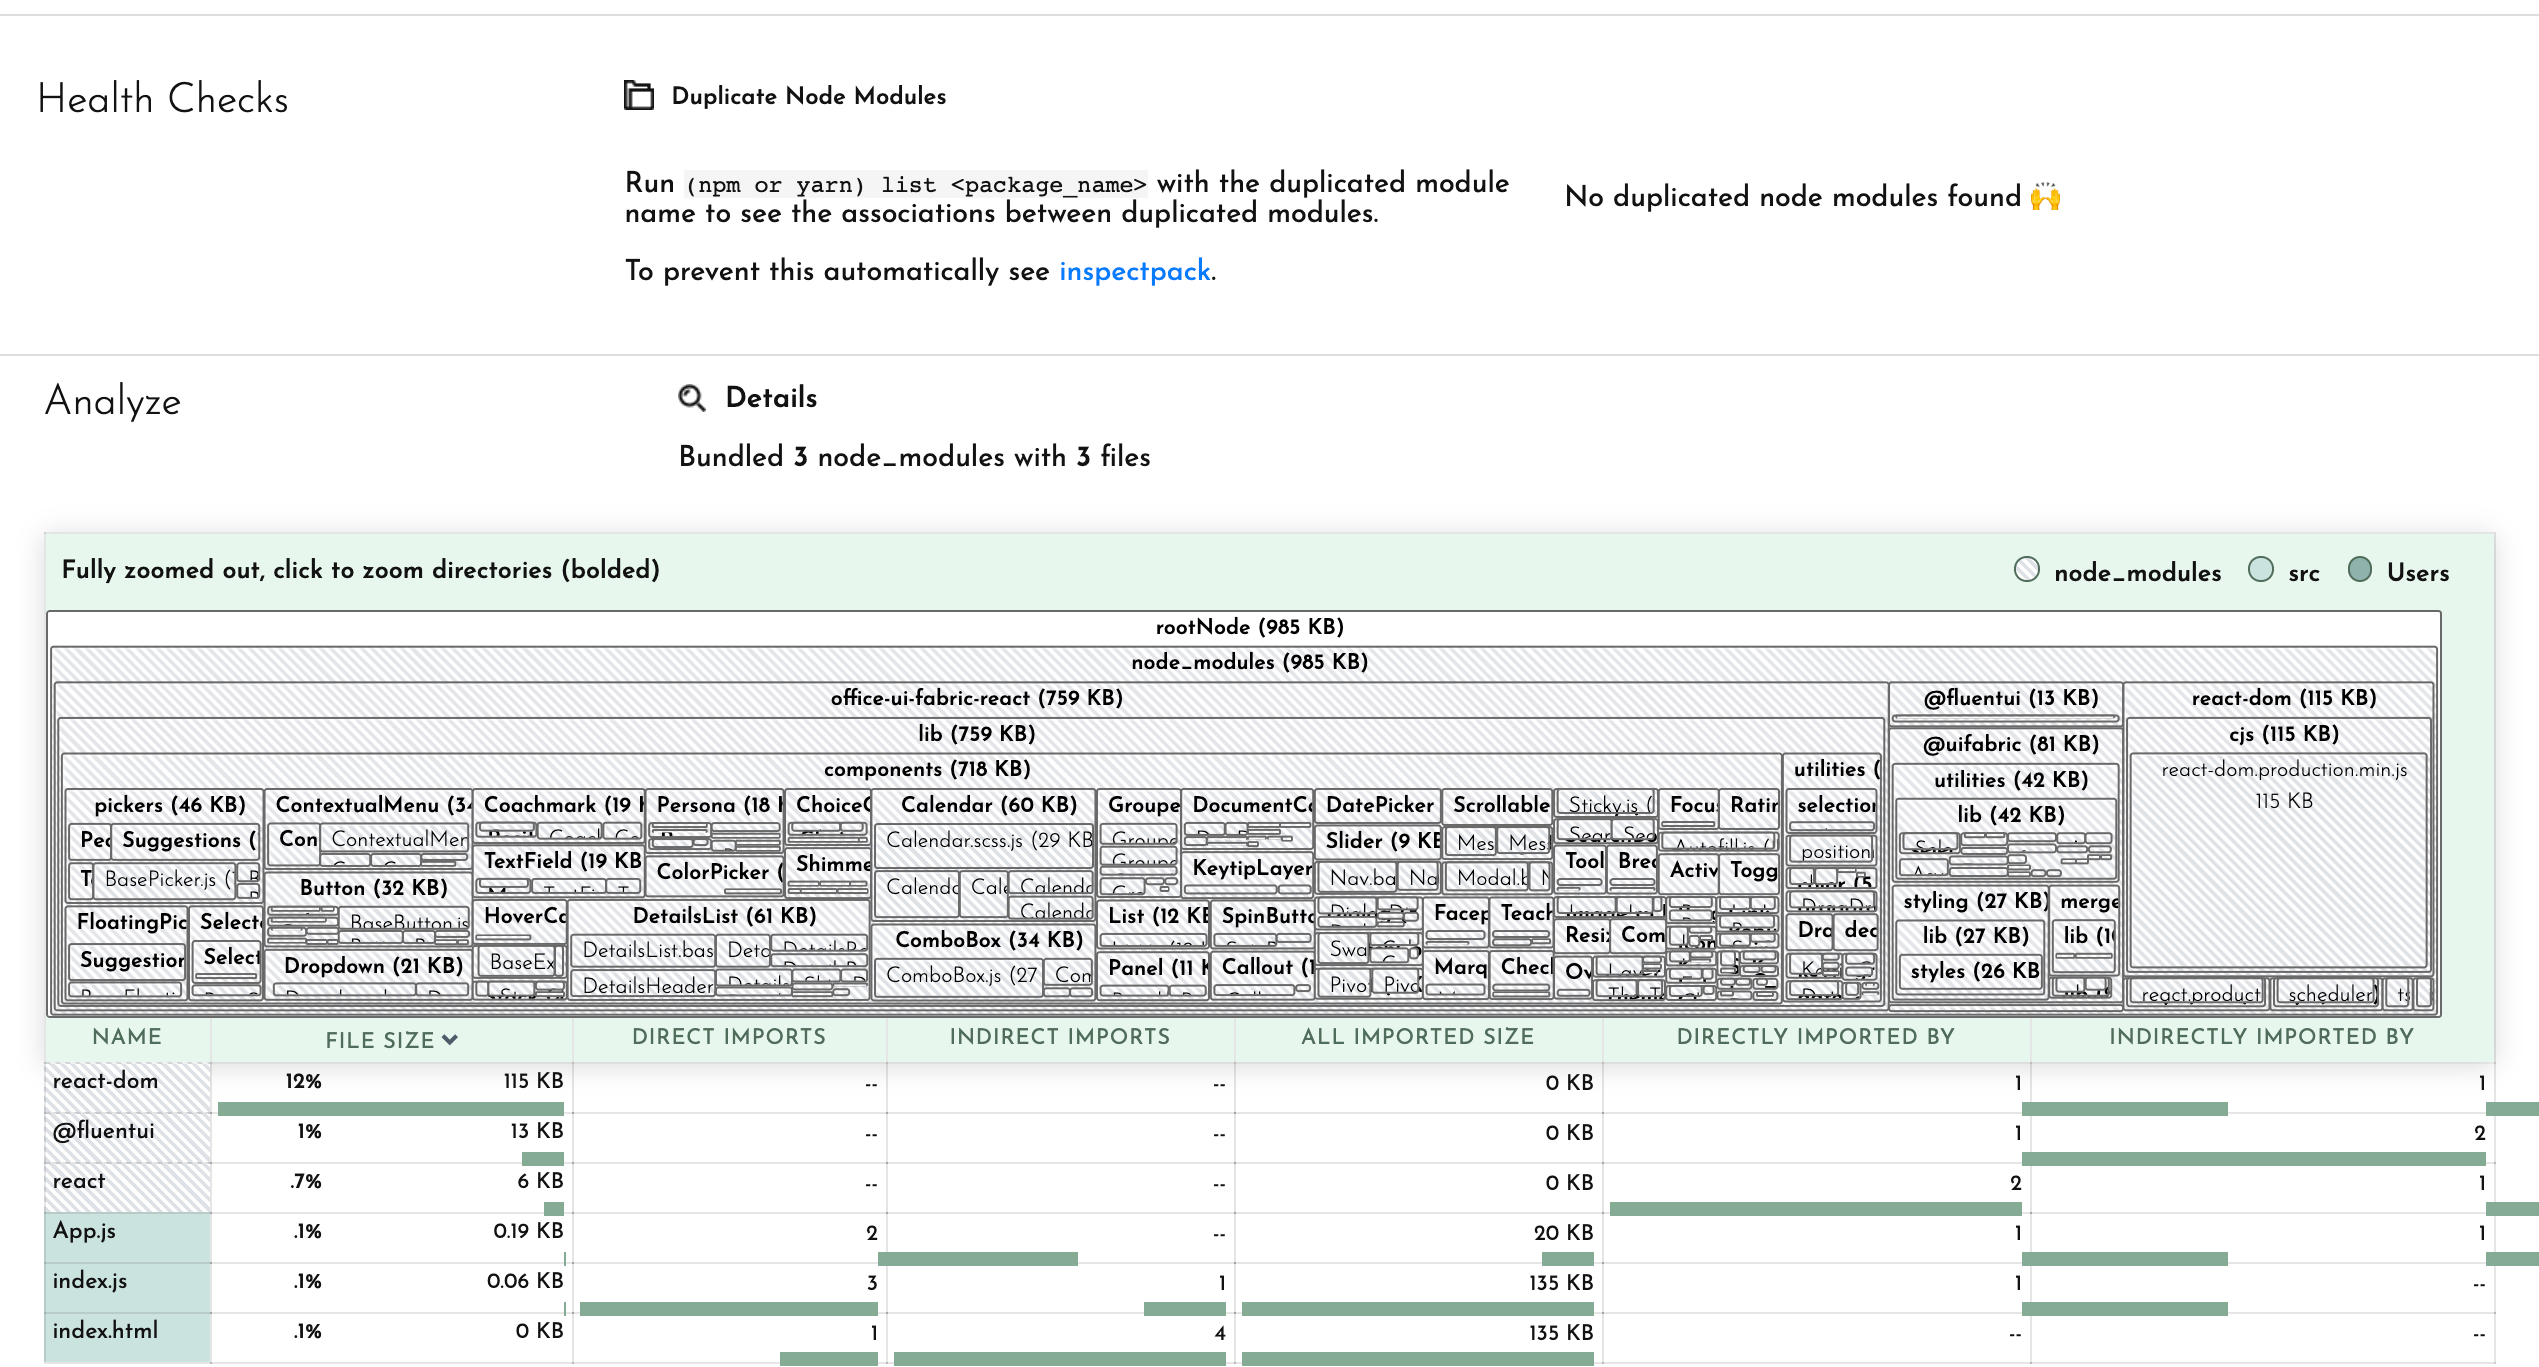 Health Checks
Duplicate Node Modules
Run (npm or yarn) list <package_name> with the duplicated module
name to see the associations between duplicated modules.
No duplicated node modules found 🙌
To prevent this automatically see inspectpack.
Analyze
Details
Bundled 3 node_modules with 3 files
Fully zoomed out, click to zoom directories (bolded)
node_modules
src
Users
rootNode (985 KB)
node_modules (985 KB)
office-ui-fabric-react (759 KB)
@fluentui (13 KB)
react-dom (115 KB)
lib (759 KB)
cjs (115 KB)
@uifabric (81 KB)
components (718 KB)
utilities (
utilities (42 KB)
react-dom.production.min.js
115 KB
pickers (46 KB)
ContextualMenu (34
Coachmark (19
Persona (18
Calendar (60 KB)
Groupe
DatePicker
Scrollable
Sticky.js (
Focu
Ratin
selection
lib (42 KB)
Suggestions (
Con
ContextualMer
Calendar.scss.js (29 KB
Slider (9 KB
Mes
Mes
TextField (19 KB
KeytipLayer
Tool
Brea
position
BasePicker.js (
Button (32 KB)
ColorPicker (
Shimme
Calenda
Cale
Calenda
Calenda
Nav.ba
Na
Modal.b
Activ
Togg
FloatingPic
Selecte
BaseButton.js
HoverCa
DetailsList (61 KB)
List (12 KB
SpinButto
Facep
Teach
styling (27 KB)
merge
Suggestion
Select
Dropdown (21 KB)
BaseEx
DetailsList.bas
Deta
ComboBox (34 KB)
Swa
Resi
Com
Dra
dec
lib (27 KB)
lib (1
DetailsHeader
ComboBox.js (27
Com
Panel (11 K
Callout (1
Pivo
Pivo
Marq
Chec
Ov
styles (26 KB
react.product
scheduler
ts
NAME
FILE SIZE
DIRECT IMPORTS
INDIRECT IMPORTS
ALL IMPORTED SIZE
DIRECTLY IMPORTED BY
INDIRECTLY IMPORTED BY
react-dom 12% 115 KB -- -- 0 KB 1 1
@fluentui 1% 13 KB -- -- 0 KB 1 2
react .7% 6 KB -- -- 0 KB 2 1
App.js .1% 0.19 KB 2 -- 20 KB 1 1
index.js .1% 0.06 KB 3 1 135 KB 1 --
index.html .1% 0 KB 1 4 135 KB -- --